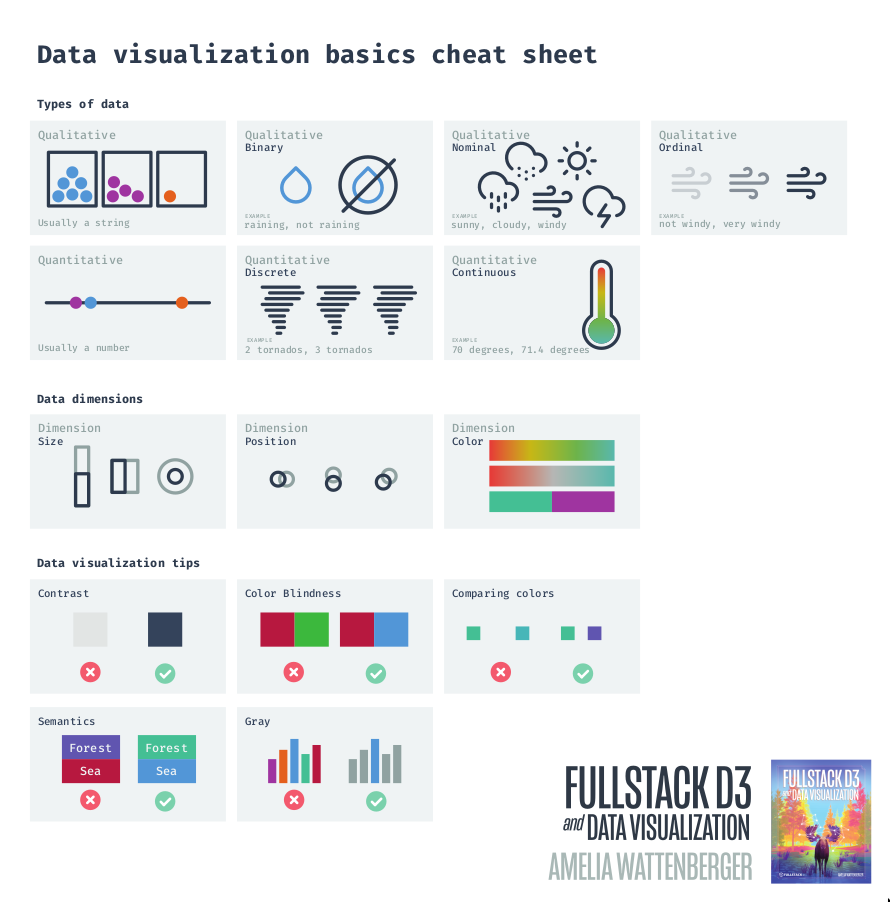 Data visualization basics cheat sheet
Types of data
Qualitative
Usually a string
Qualitative
Binary
EXAMPLE
raining, not raining
Qualitative
Nominal
EXAMPLE
sunny, cloudy, windy
Qualitative
Ordinal
EXAMPLE
not windy, very windy
Quantitative
Usually a number
Quantitative
Discrete
EXAMPLE
2 tornados, 3 tornados
Quantitative
Continuous
EXAMPLE
70 degrees, 71.4 degrees
Data dimensions
Dimension
Size
Dimension
Position
Dimension
Color
Data visualization tips
Contrast
Color Blindness
Comparing colors
Semantics
Forest
Sea
Forest
Sea
Gray
FULLSTACK D3
and DATA VISUALIZATION
AMELIA WATTENBERGER
FULLSTACK D3
and DATA VISUALIZATION
AMELIA WATTENBERGER